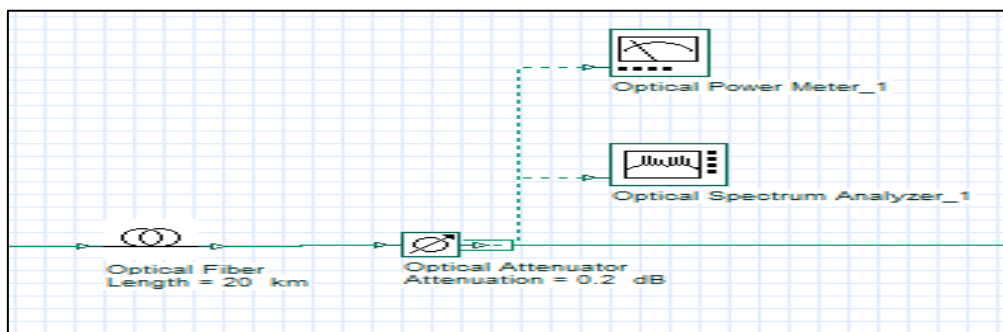 Optical Power Meter_1
Optical Spectrum Analyzer_1
Optical Fiber
Length = 20 km
Optical Attenuator
Attenuation = 0.2 dB